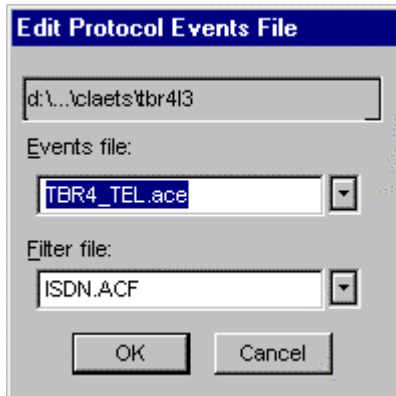 Edit Protocol Events File
d:\...\claets\tbr4l3
Events file:
TBR4_TEL.ace
Filter file:
ISDN.ACF
OK Cancel